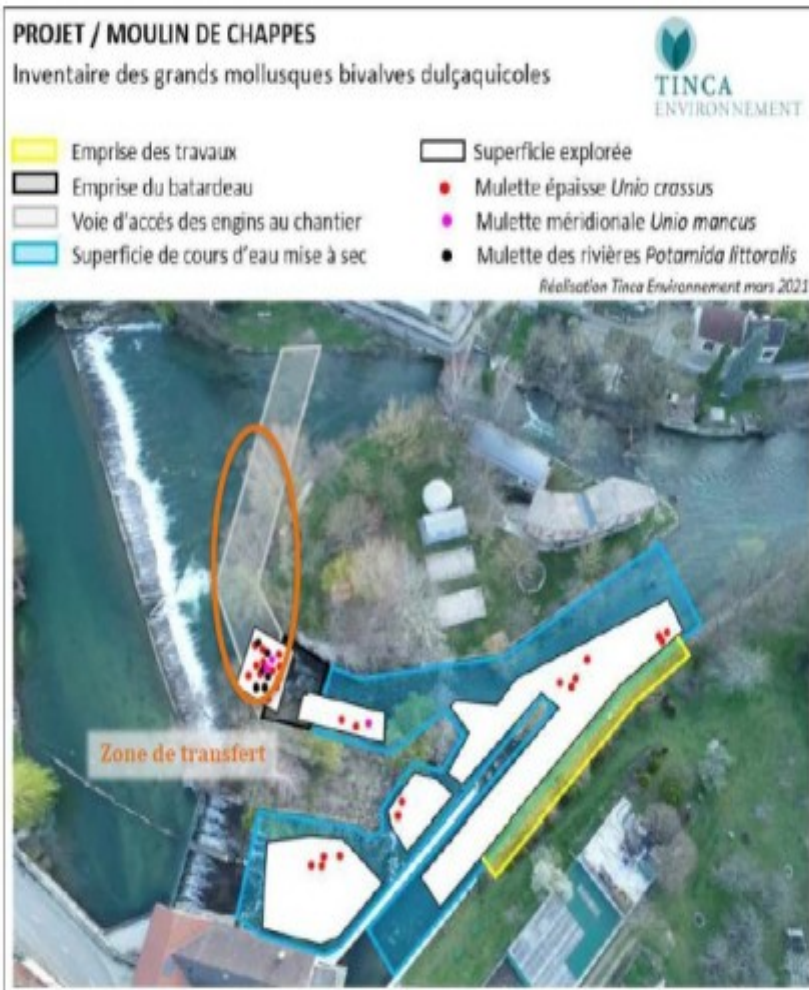 PROJET / MOULIN DE CHAPPES
Inventaire des grands mollusques bivalves dulçaquicoles
TINCA
ENVIRONNEMENT
Emprise des travaux
Emprise du batardeau
Voie d'accés des engins au chantier
Superficie de cours d'eau mise à sec
Superficie explorée
Mulette épaisse Unio crassus
Mulette méridionale Unio mancus
Mulette des rivières Potamida littoralis
Réalisation Tinca Environnement mars 2021
Zone de transfert